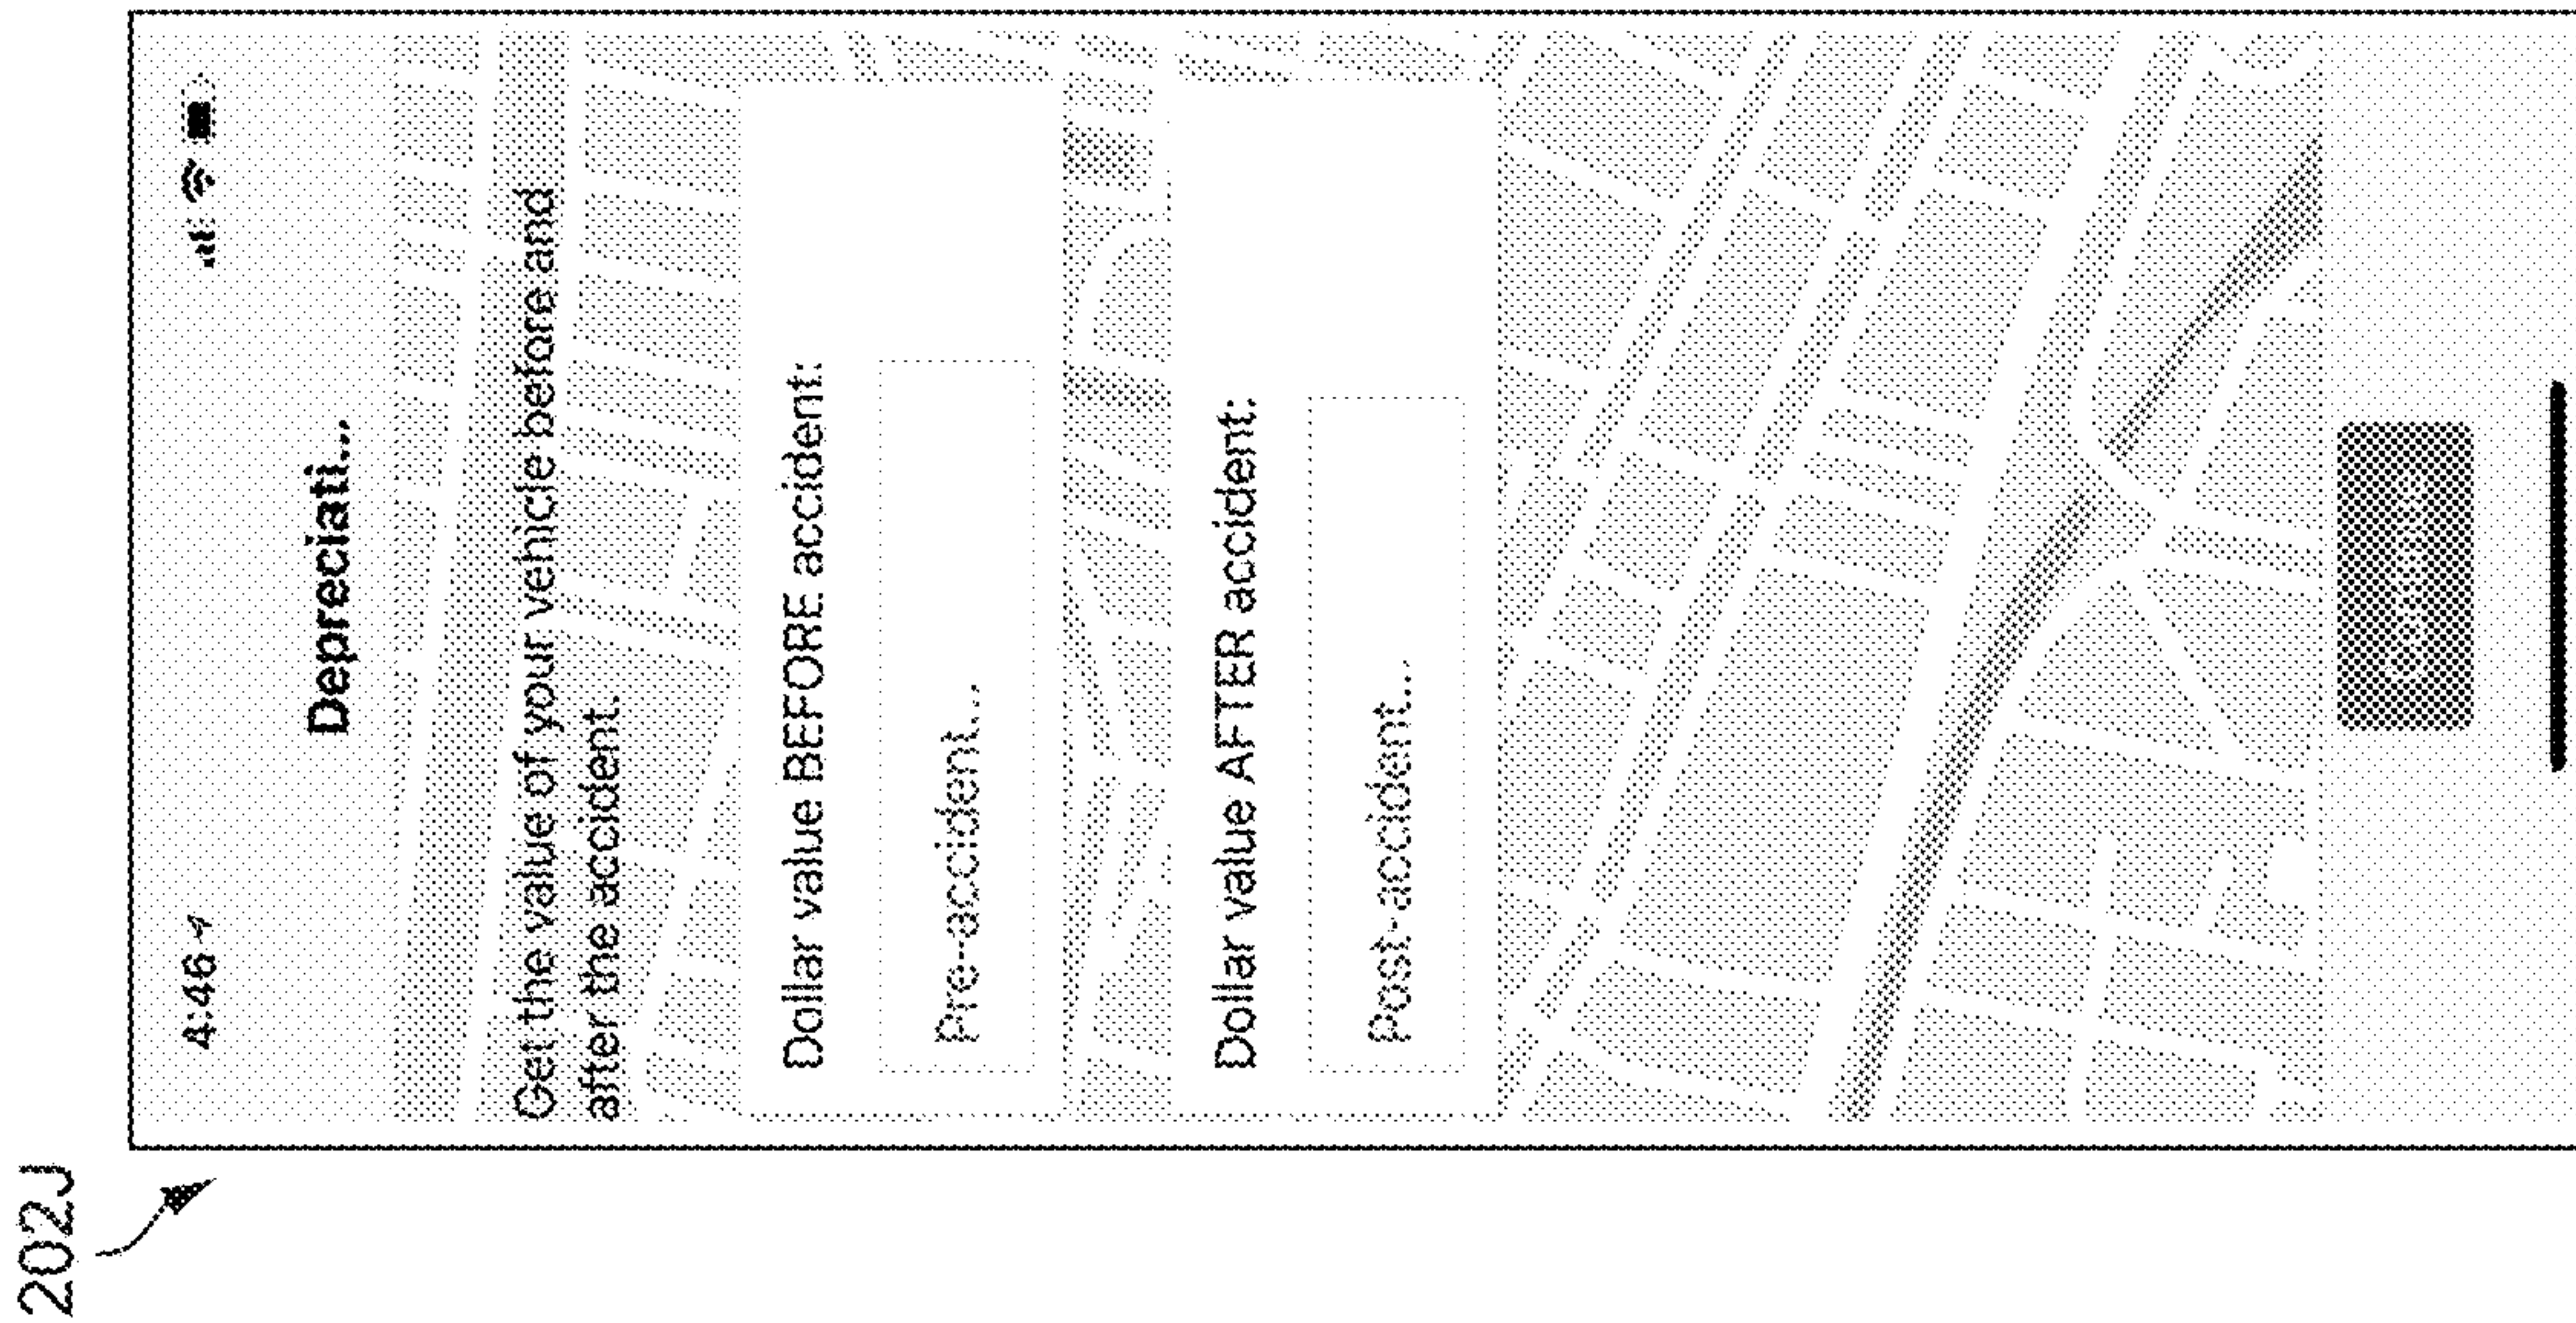 202J
4:46
Depreciati...
Get the value of your vehicle before and
after the accident.
Dollar value BEFORE accident:
Pre-accident...
Dollar value AFTER accident:
Post-accident...